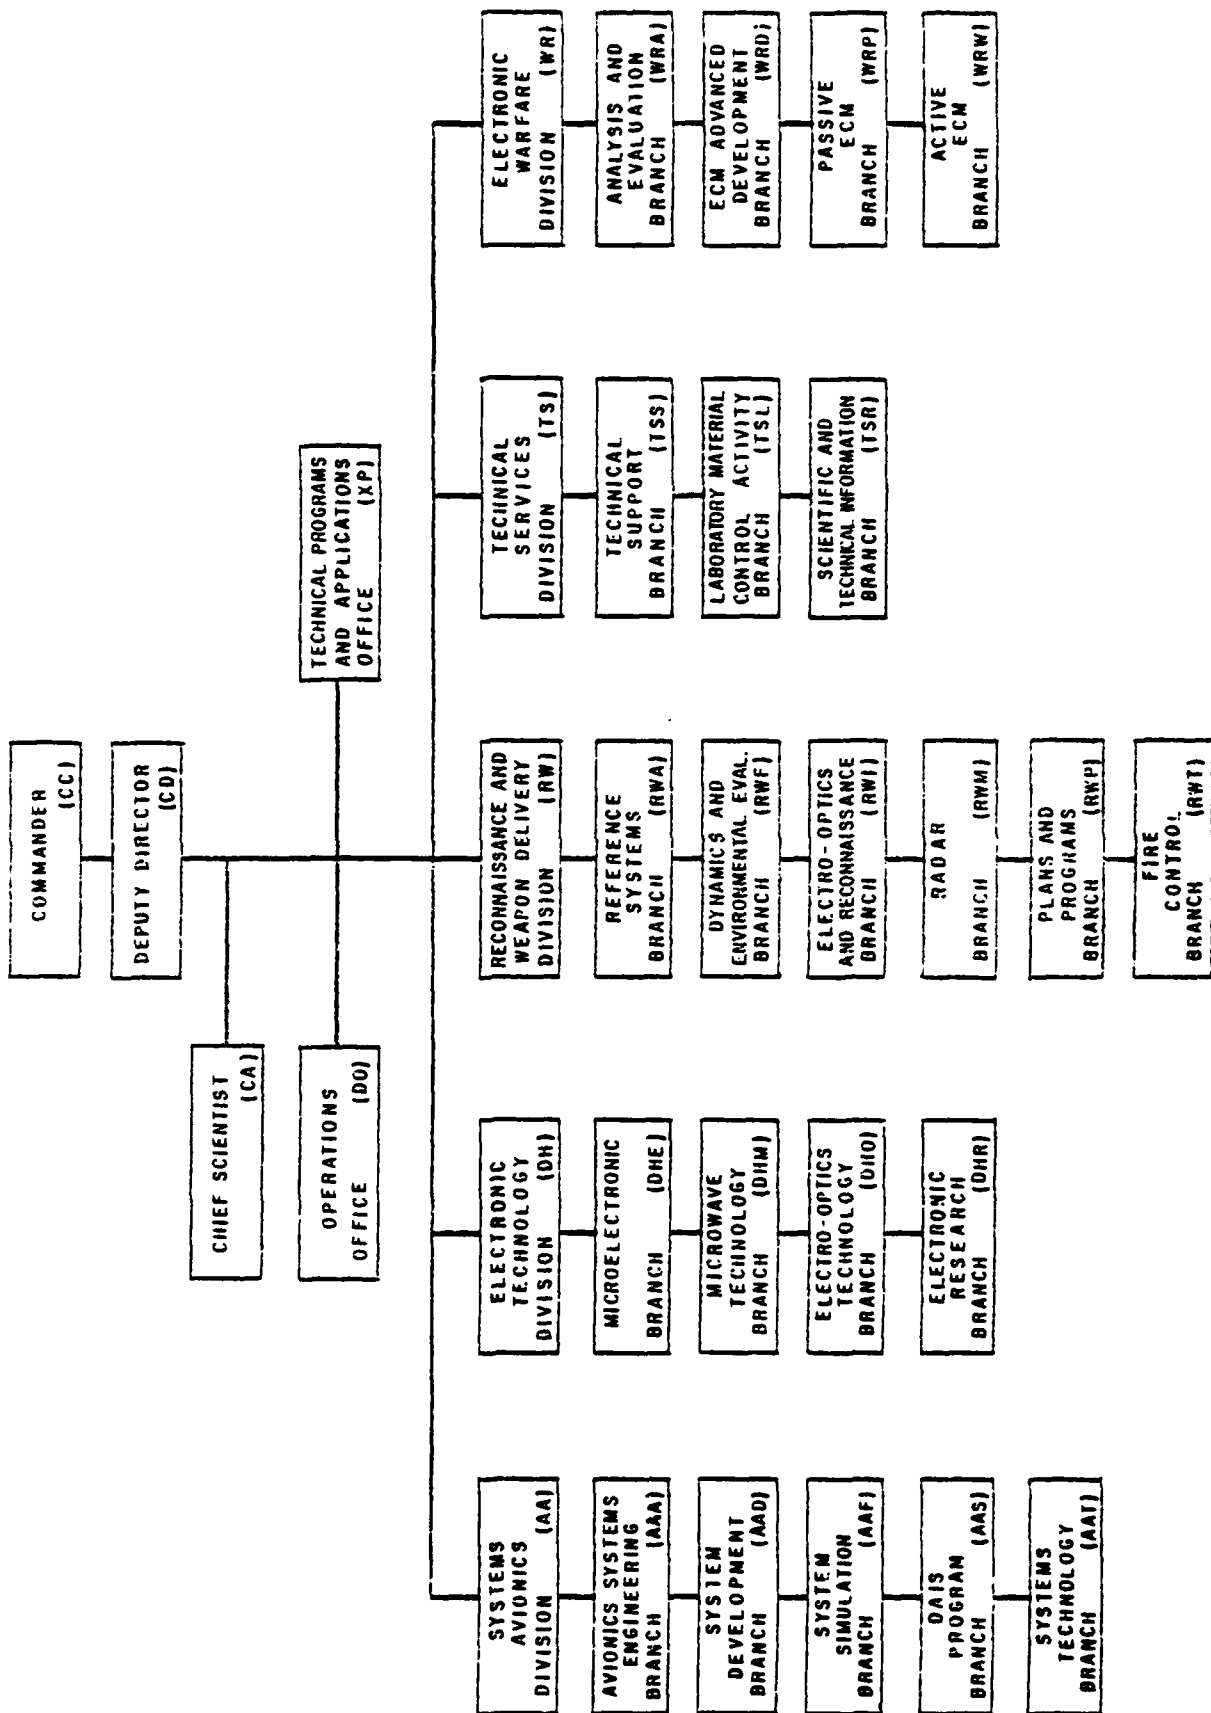 COMMANDER
(CC)
DEPUTY DIRECTOR
(CD)
CHIEF SCIENTIST
(CA)
OPERATIONS
OFFICE (DO)
TECHNICAL PROGRAMS
AND APPLICATIONS
OFFICE (XP)
SYSTEMS
AVIONICS
DIVISION (AA)
AVIONICS SYSTEMS
ENGINEERING
BRANCH (AAA)
SYSTEM
DEVELOPMENT
BRANCH (AAD)
SYSTEM
SIMULATION
BRANCH (AAF)
DAIS
PROGRAM
BRANCH (AAS)
SYSTEMS
TECHNOLOGY
BRANCH (AAT)
ELECTRONIC
TECHNOLOGY
DIVISION (DH)
MICROELECTRONIC
BRANCH (DHE)
MICROWAVE
TECHNOLOGY
BRANCH (DHM)
ELECTRO-OPTICS
TECHNOLOGY
BRANCH (DHO)
ELECTRONIC
RESEARCH
BRANCH (DHR)
RECONNAISSANCE AND
WEAPON DELIVERY
DIVISION (RW)
REFERENCE
SYSTEMS
BRANCH (RWA)
DYNAMICS AND
ENVIRONMENTAL EVAL.
BRANCH (RWF)
ELECTRO-OPTICS
AND RECONNAISSANCE
BRANCH (RWI)
RADAR
BRANCH (RWM)
PLANS AND
PROGRAMS
BRANCH (RWP)
FIRE
CONTROL
BRANCH (RWT)
TECHNICAL
SERVICES
DIVISION (TS)
TECHNICAL
SUPPORT
BRANCH (TSS)
LABORATORY MATERIAL
CONTROL ACTIVITY
BRANCH (TSL)
SCIENTIFIC AND
TECHNICAL INFORMATION
BRANCH (TSR)
ELECTRONIC
WARFARE
DIVISION (WR)
ANALYSIS AND
EVALUATION
BRANCH (WRA)
ECM ADVANCED
DEVELOPMENT
BRANCH (WRD)
PASSIVE
ECM
BRANCH (WRP)
ACTIVE
ECM
BRANCH (WRW)